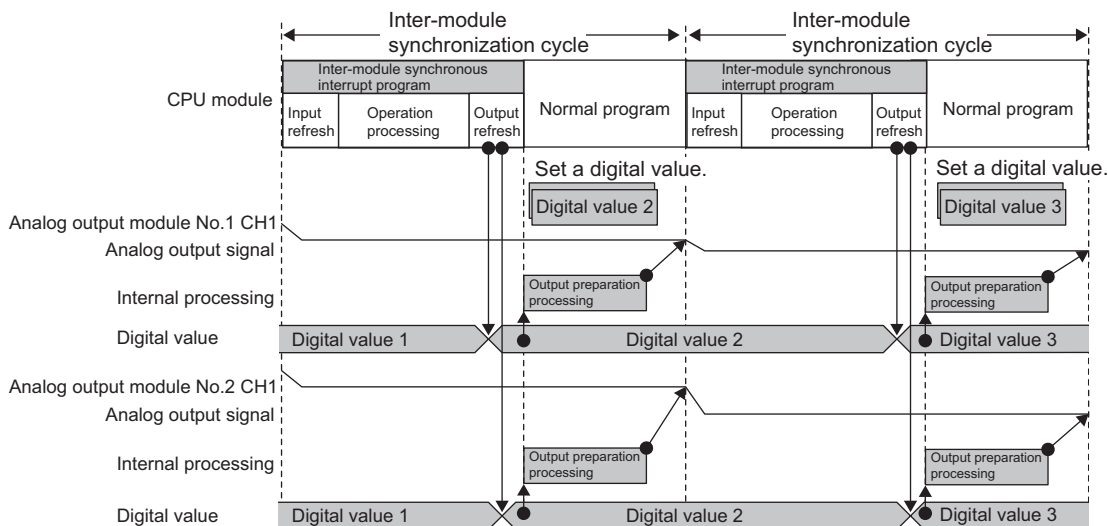 Inter-module
synchronization cycle
Inter-module
synchronization cycle
CPU module
Inter-module synchronous
interrupt program
Normal program
Inter-module synchronous
interrupt program
Normal program
Input
refresh
Operation
processing
Output
refresh
Input
refresh
Operation
processing
Output
refresh
Set a digital value.
Digital value 2
Set a digital value.
Digital value 3
Analog output module No.1 CH1
Analog output signal
Internal processing
Output preparation
processing
Output preparation
processing
Digital value
Digital value 1
Digital value 2
Digital value 3
Analog output module No.2 CH1
Analog output signal
Internal processing
Output preparation
processing
Output preparation
processing
Digital value
Digital value 1
Digital value 2
Digital value 3